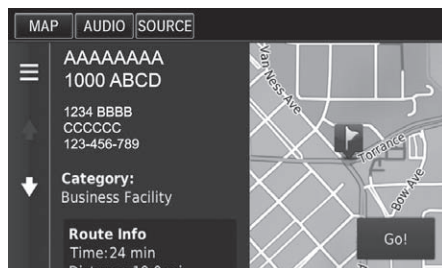 MAP AUDIO SOURCE
AAAAAAAA
1000 ABCD
1234 BBBB
CCCCCC
123-456-789
Category:
Business Facility
Route Info
Time:24 min
Van Ness Ave
Torrance
Bow Ave
Go!